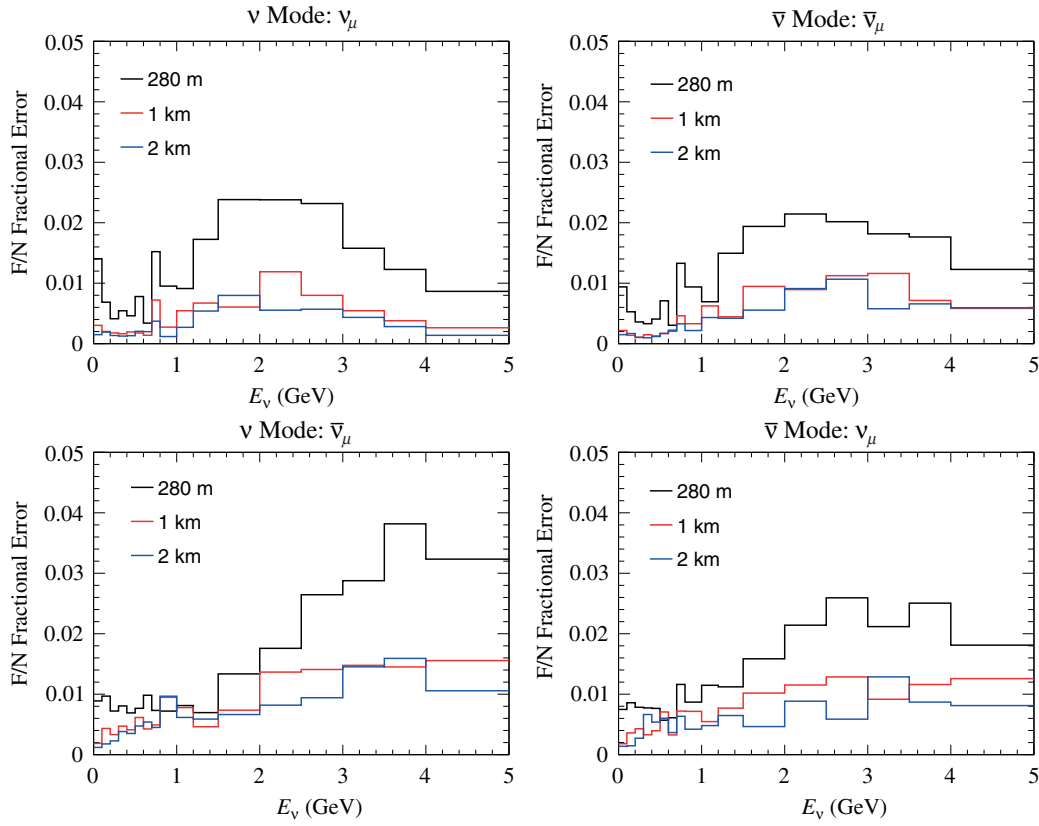 ν Mode: ν_μ
0.05
0.04
0.03
0.02
0.01
0
F/N Fractional Error
280 m
1 km
2 km
0 1 2 3 4 5
E_ν (GeV)
ν̅ Mode: ν̅_μ
0.05
0.04
0.03
0.02
0.01
0
F/N Fractional Error
280 m
1 km
2 km
0 1 2 3 4 5
E_ν (GeV)
ν Mode: ν̅_μ
0.05
0.04
0.03
0.02
0.01
0
F/N Fractional Error
280 m
1 km
2 km
0 1 2 3 4 5
E_ν (GeV)
ν̅ Mode: ν_μ
0.05
0.04
0.03
0.02
0.01
0
F/N Fractional Error
280 m
1 km
2 km
0 1 2 3 4 5
E_ν (GeV)